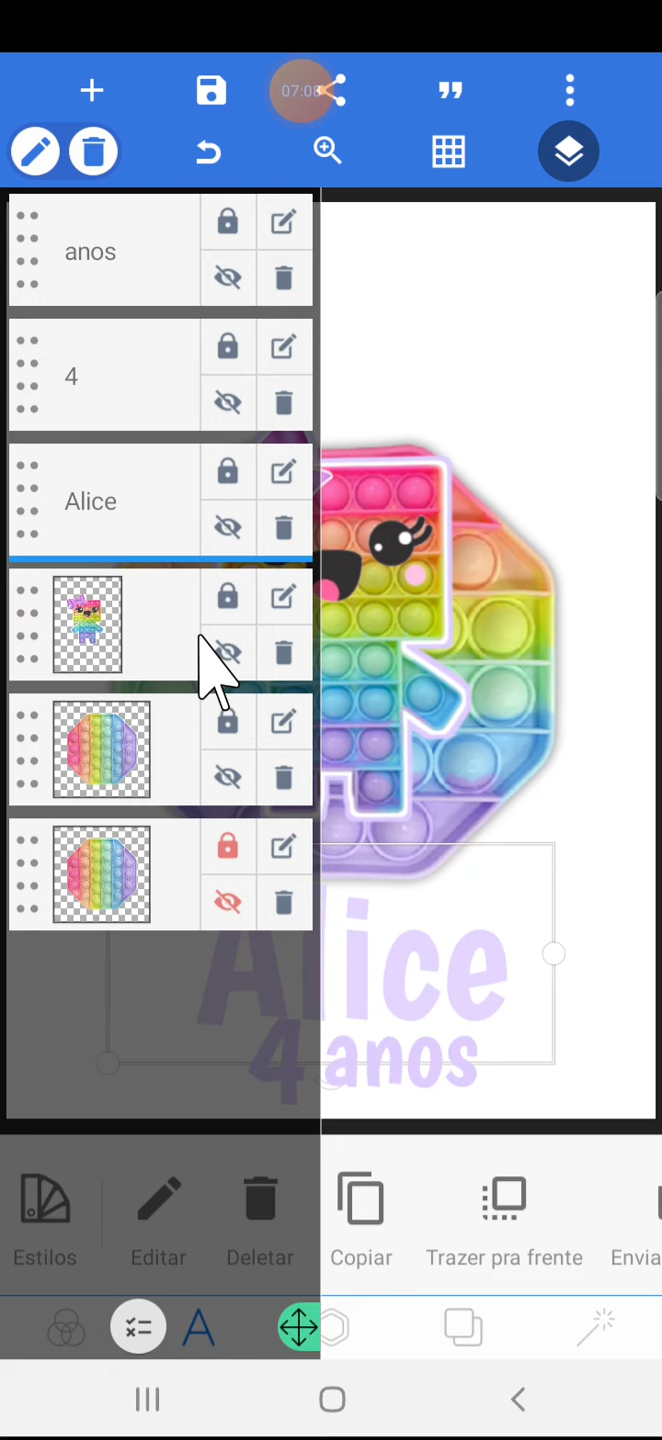 07:08
anos
4
Alice
Alice
4 anos
Estilos
Editar
Deletar
Copiar
Trazer pra frente
Envia